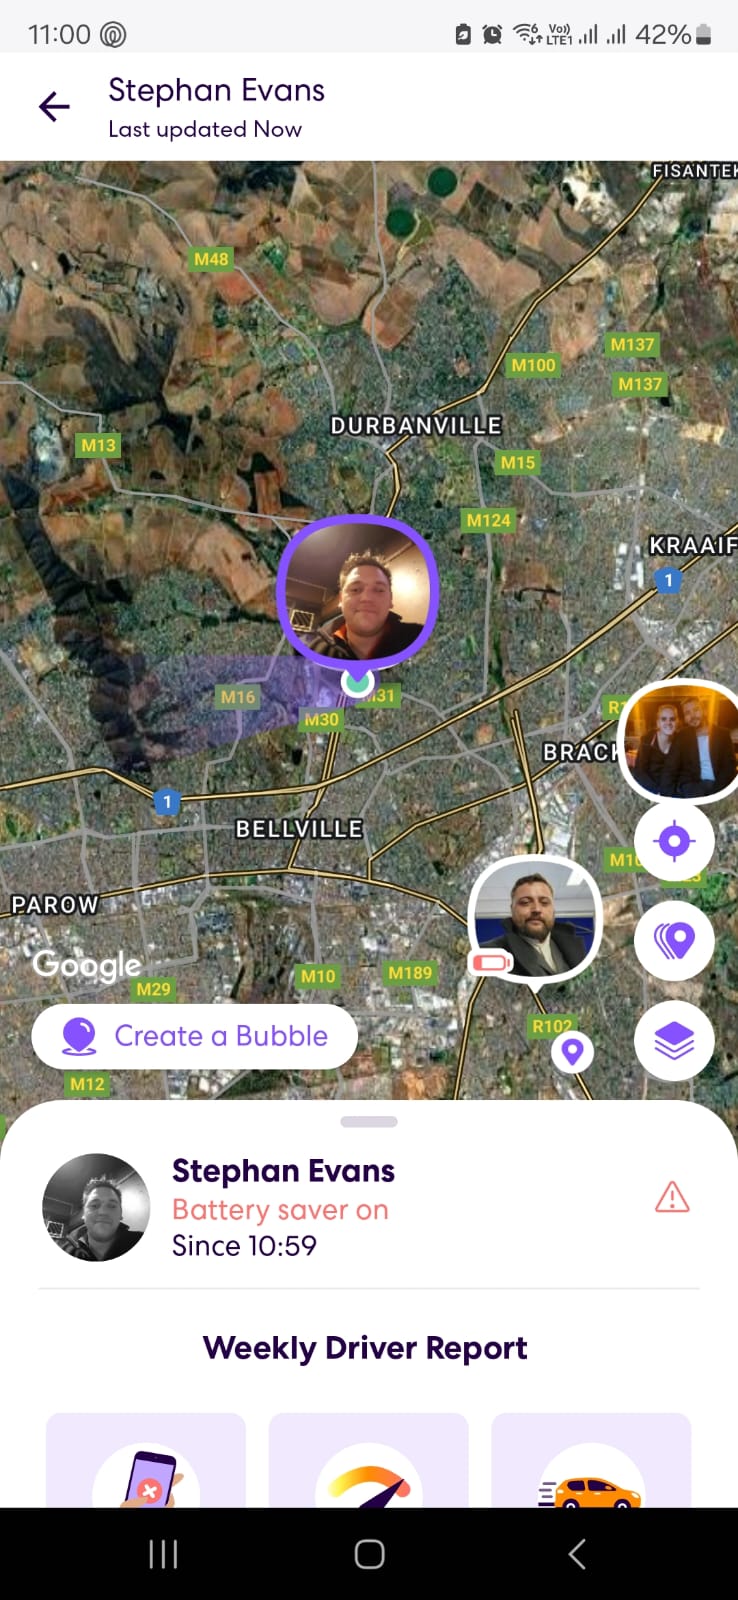 11:00
Vo)) LTE1 42%
Stephan Evans
Last updated Now
FISANTEK
M48
M137
M100
M137
DURBANVILLE
M13
M15
M124
KRAAIF
1
M16
M31
M30
R1
BRACK
1
BELLVILLE
M10
PAROW
Google
M10
M189
M29
Create a Bubble
R102
M12
Stephan Evans
Battery saver on
Since 10:59
Weekly Driver Report